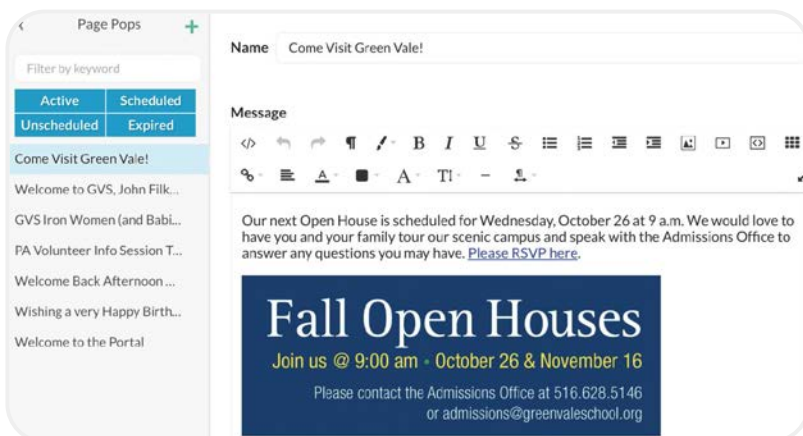 Page Pops
Filter by keyword
Active Scheduled
Unscheduled Expired
Come Visit Green Vale!
Welcome to GVS, John Filk...
GVS Iron Women (and Babi...
PA Volunteer Info Session T...
Welcome Back Afternoon ...
Wishing a very Happy Birth...
Welcome to the Portal
Name Come Visit Green Vale!
Message
Our next Open House is scheduled for Wednesday, October 26 at 9 a.m. We would love to
have you and your family tour our scenic campus and speak with the Admissions Office to
answer any questions you may have. Please RSVP here.
Fall Open Houses
Join us @ 9:00 am • October 26 & November 16
Please contact the Admissions Office at 516.628.5146
or admissions@greenvaleschool.org